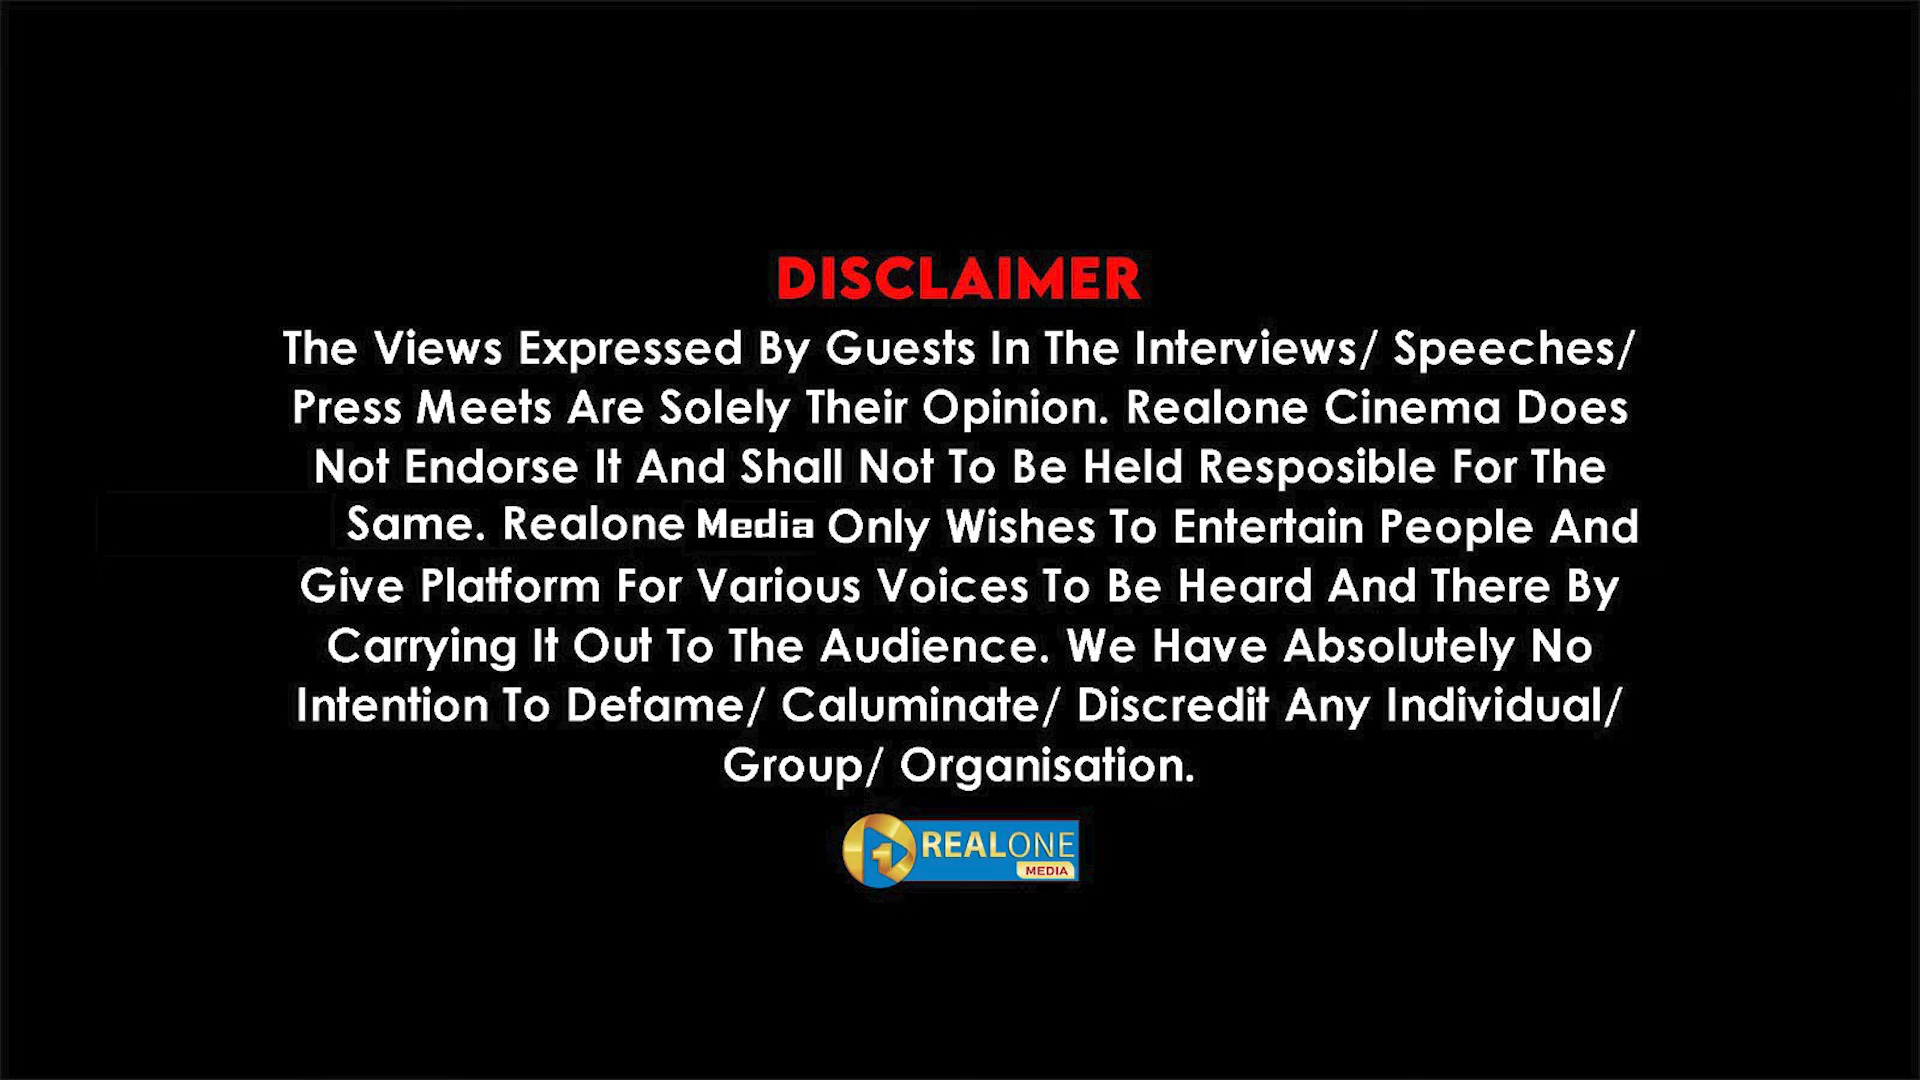 DISCLAIMER
The Views Expressed By Guests In The Interviews/ Speeches/
Press Meets Are Solely Their Opinion. Realone Cinema Does
Not Endorse It And Shall Not To Be Held Resposible For The
Same. Realone Media Only Wishes To Entertain People And
Give Platform For Various Voices To Be Heard And There By
Carrying It Out To The Audience. We Have Absolutely No
Intention To Defame/ Caluminate/ Discredit Any Individual/
Group/ Organisation.
1 REALONE
MEDIA